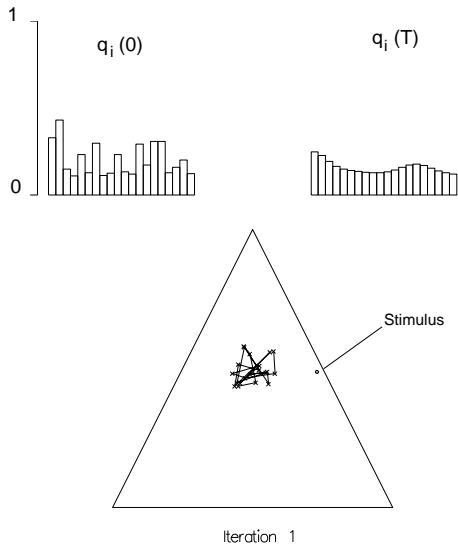 1
q_i (0)
q_i (T)
0
Stimulus
Iteration 1